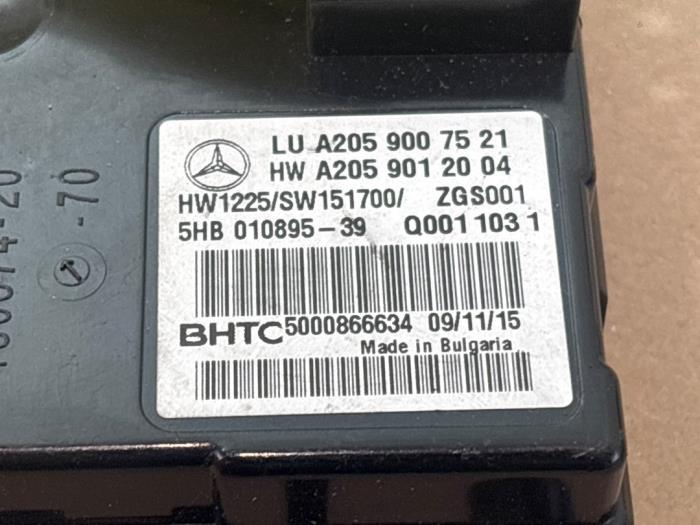 LU A205 900 75 21
HW A205 901 20 04
HW1225/SW151700/ ZGS001
5HB 010895-39 Q001 103 1
BHTC 5000866634 09/11/15
Made in Bulgaria
-70